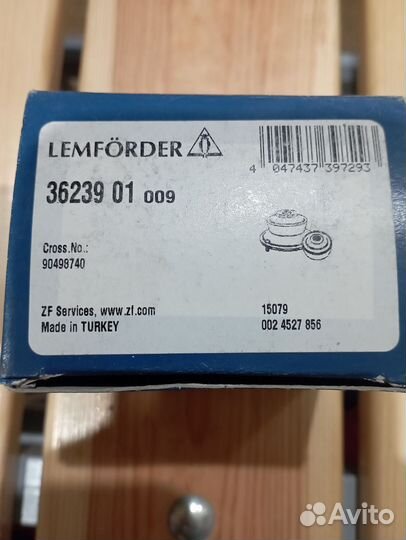 LEMFÖRDER
4 047437 397293
36239 01 009
Cross.No.:
90498740
ZF Services, www.zf.com
Made in TURKEY
15079
002 4527 856
Avito